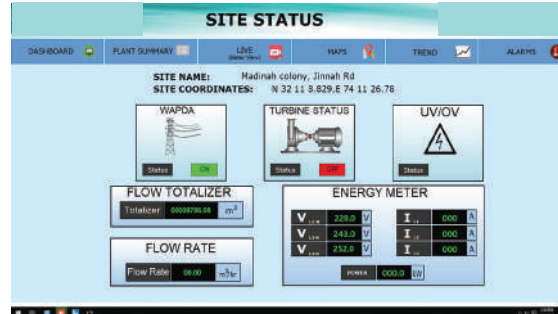 SITE STATUS
DASHBOARD PLANT SUMMARY LIVE MAPS TREND ALARMS
SITE NAME: Madinah colony, Jinnah Rd
SITE COORDINATES: N 32 11 3.829,E 74 11 26.78
WAPDA TURBINE STATUS UV/OV
Status ON Status OFF Status
FLOW TOTALIZER
Totalizer m³
FLOW RATE
Flow Rate 00.00 m³/hr
ENERGY METER
V 228.0 V I 000 A
V 243.0 V I 000 A
V 252.0 V I 000 A
POWER 000.0 KW